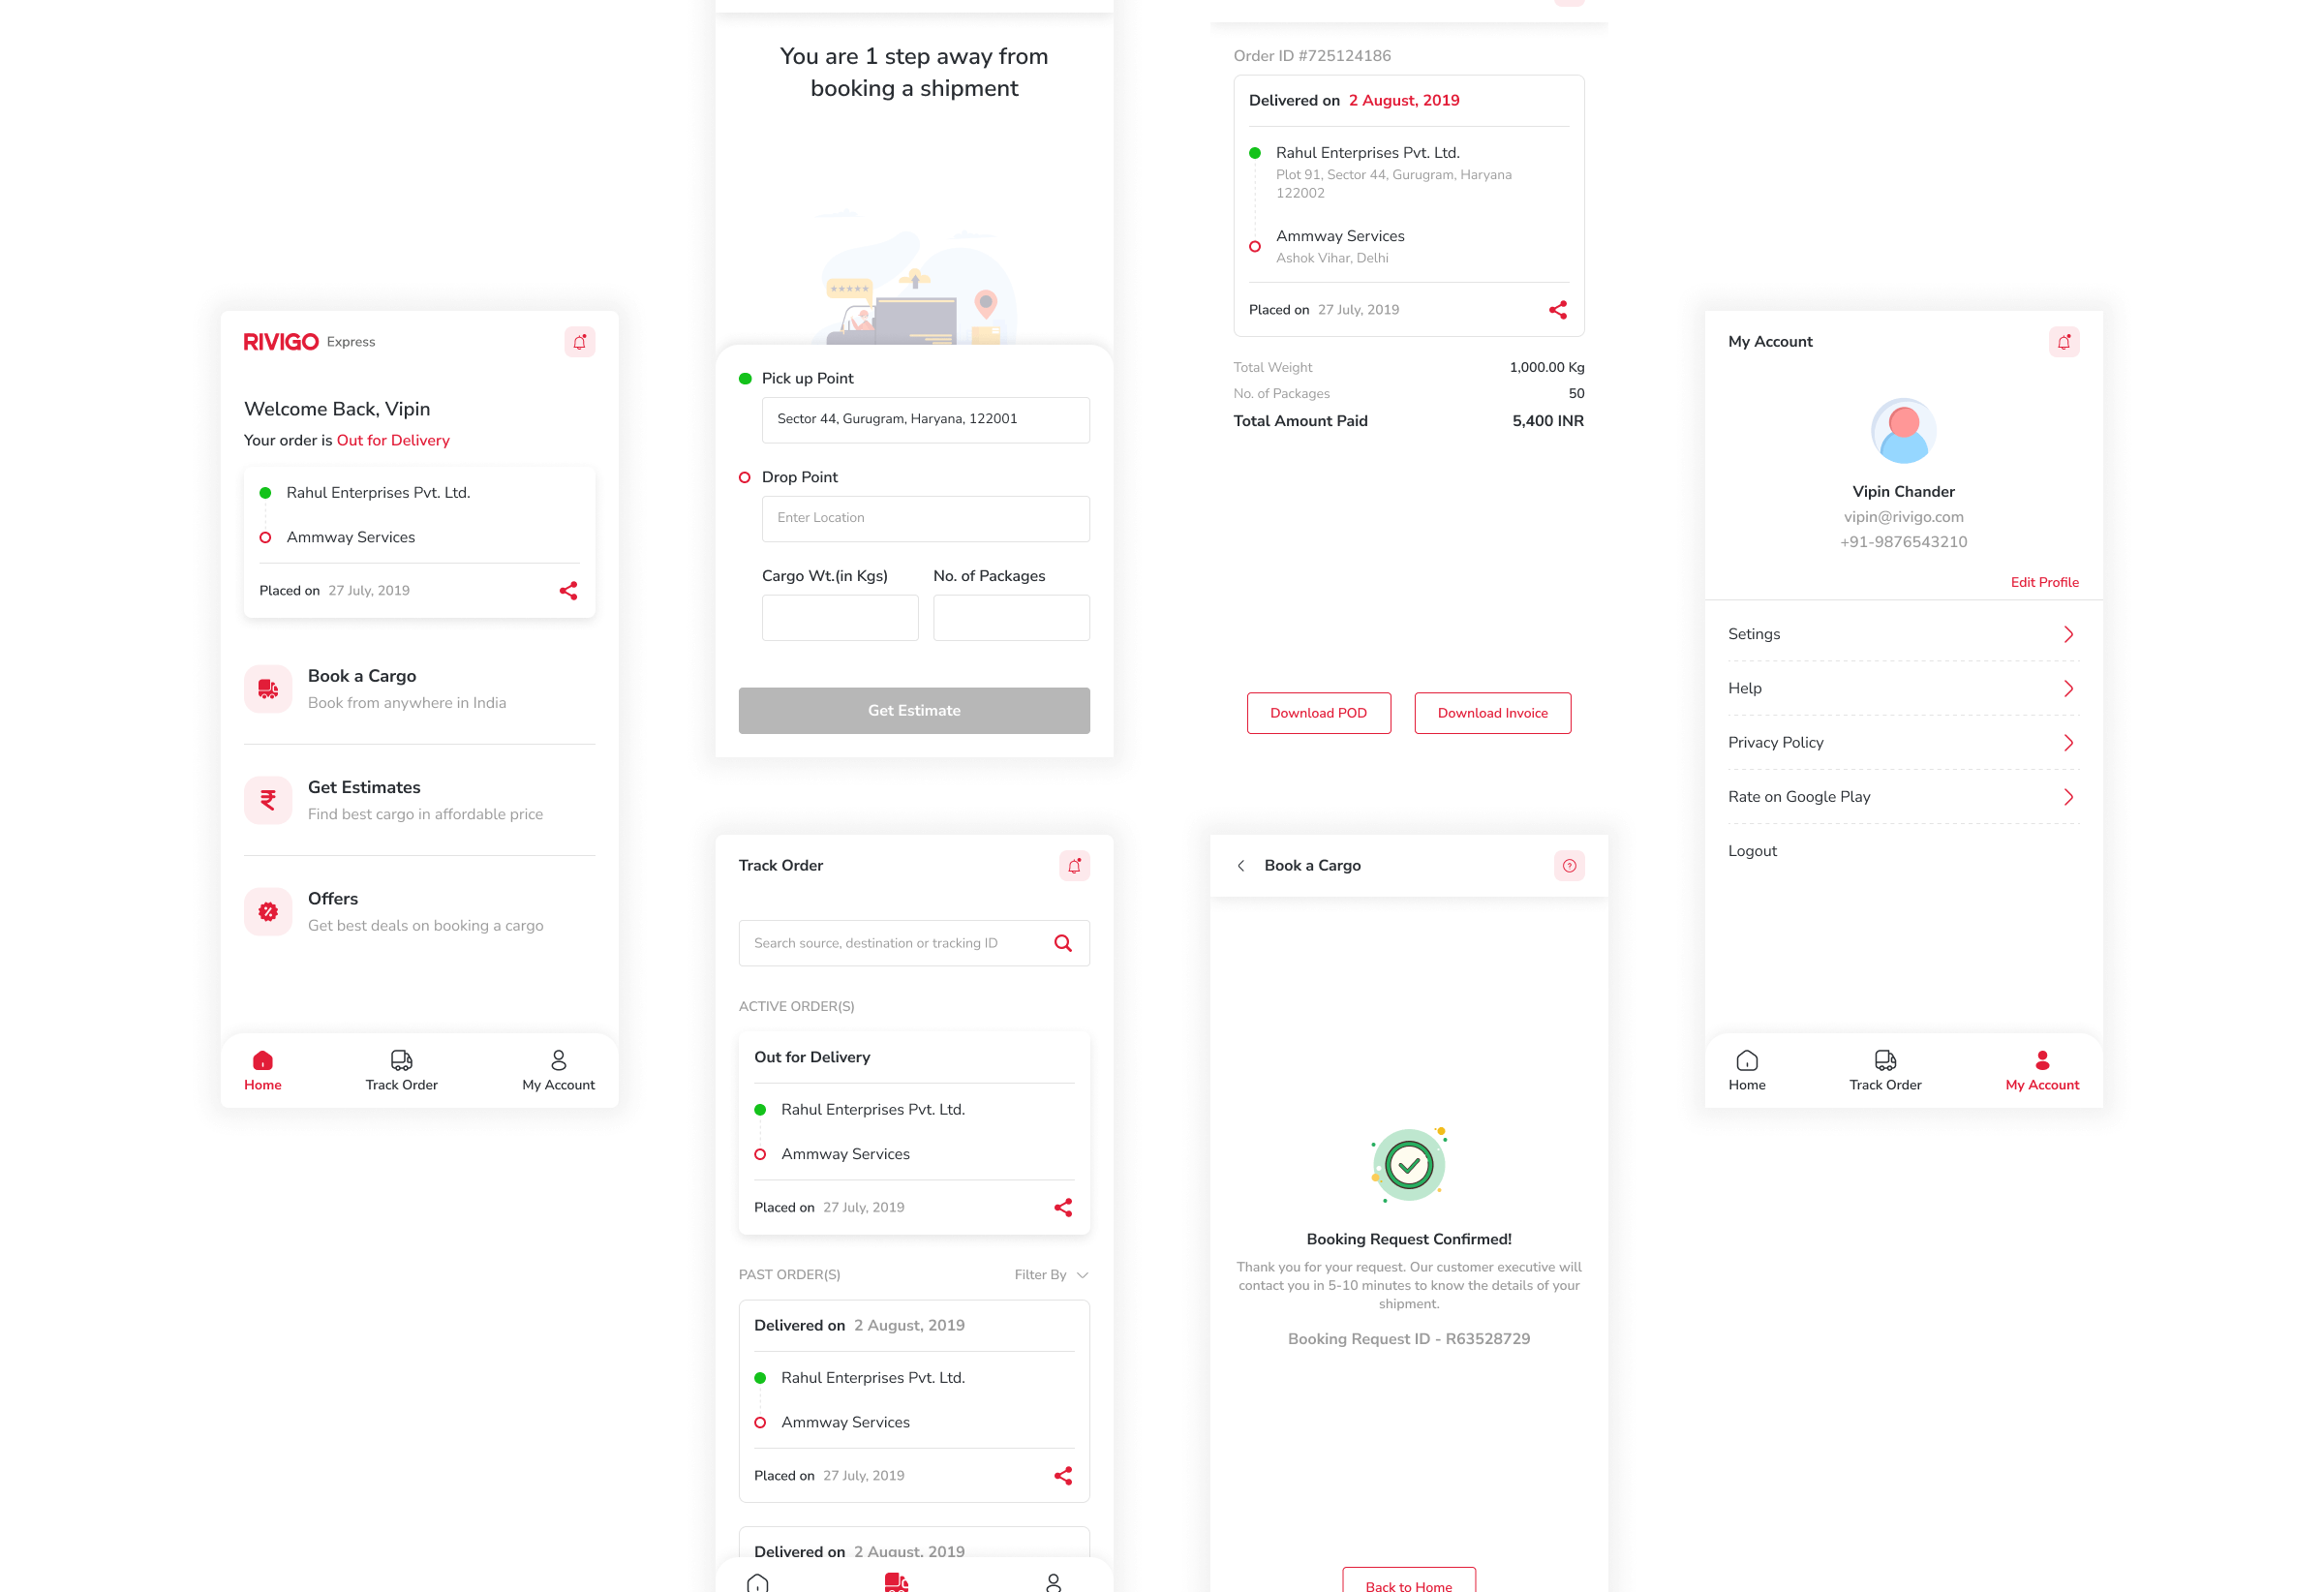 RIVIGO Express
Welcome Back, Vipin
Your order is Out for Delivery
Rahul Enterprises Pvt. Ltd.
Ammway Services
Placed on 27 July, 2019
Book a Cargo
Book from anywhere in India
Get Estimates
Find best cargo in affordable price
Offers
Get best deals on booking a cargo
Home
Track Order
My Account
You are 1 step away from
booking a shipment
Pick up Point
Sector 44, Gurugram, Haryana, 122001
Drop Point
Enter Location
Cargo Wt.(in Kgs)
No. of Packages
Get Estimate
Track Order
Search source, destination or tracking ID
ACTIVE ORDER(S)
Out for Delivery
Rahul Enterprises Pvt. Ltd.
Ammway Services
Placed on 27 July, 2019
PAST ORDER(S)
Filter By
Delivered on 2 August, 2019
Rahul Enterprises Pvt. Ltd.
Ammway Services
Placed on 27 July, 2019
Delivered on 2 August, 2019
Order ID #725124186
Delivered on 2 August, 2019
Rahul Enterprises Pvt. Ltd.
Plot 91, Sector 44, Gurugram, Haryana
122002
Ammway Services
Ashok Vihar, Delhi
Placed on 27 July, 2019
Total Weight 1,000.00 Kg
No. of Packages 50
Total Amount Paid 5,400 INR
Download POD
Download Invoice
Book a Cargo
Booking Request Confirmed!
Thank you for your request. Our customer executive will
contact you in 5-10 minutes to know the details of your
shipment.
Booking Request ID - R63528729
Back to Home
My Account
Vipin Chander
vipin@rivigo.com
+91-9876543210
Edit Profile
Setings
Help
Privacy Policy
Rate on Google Play
Logout
Home
Track Order
My Account